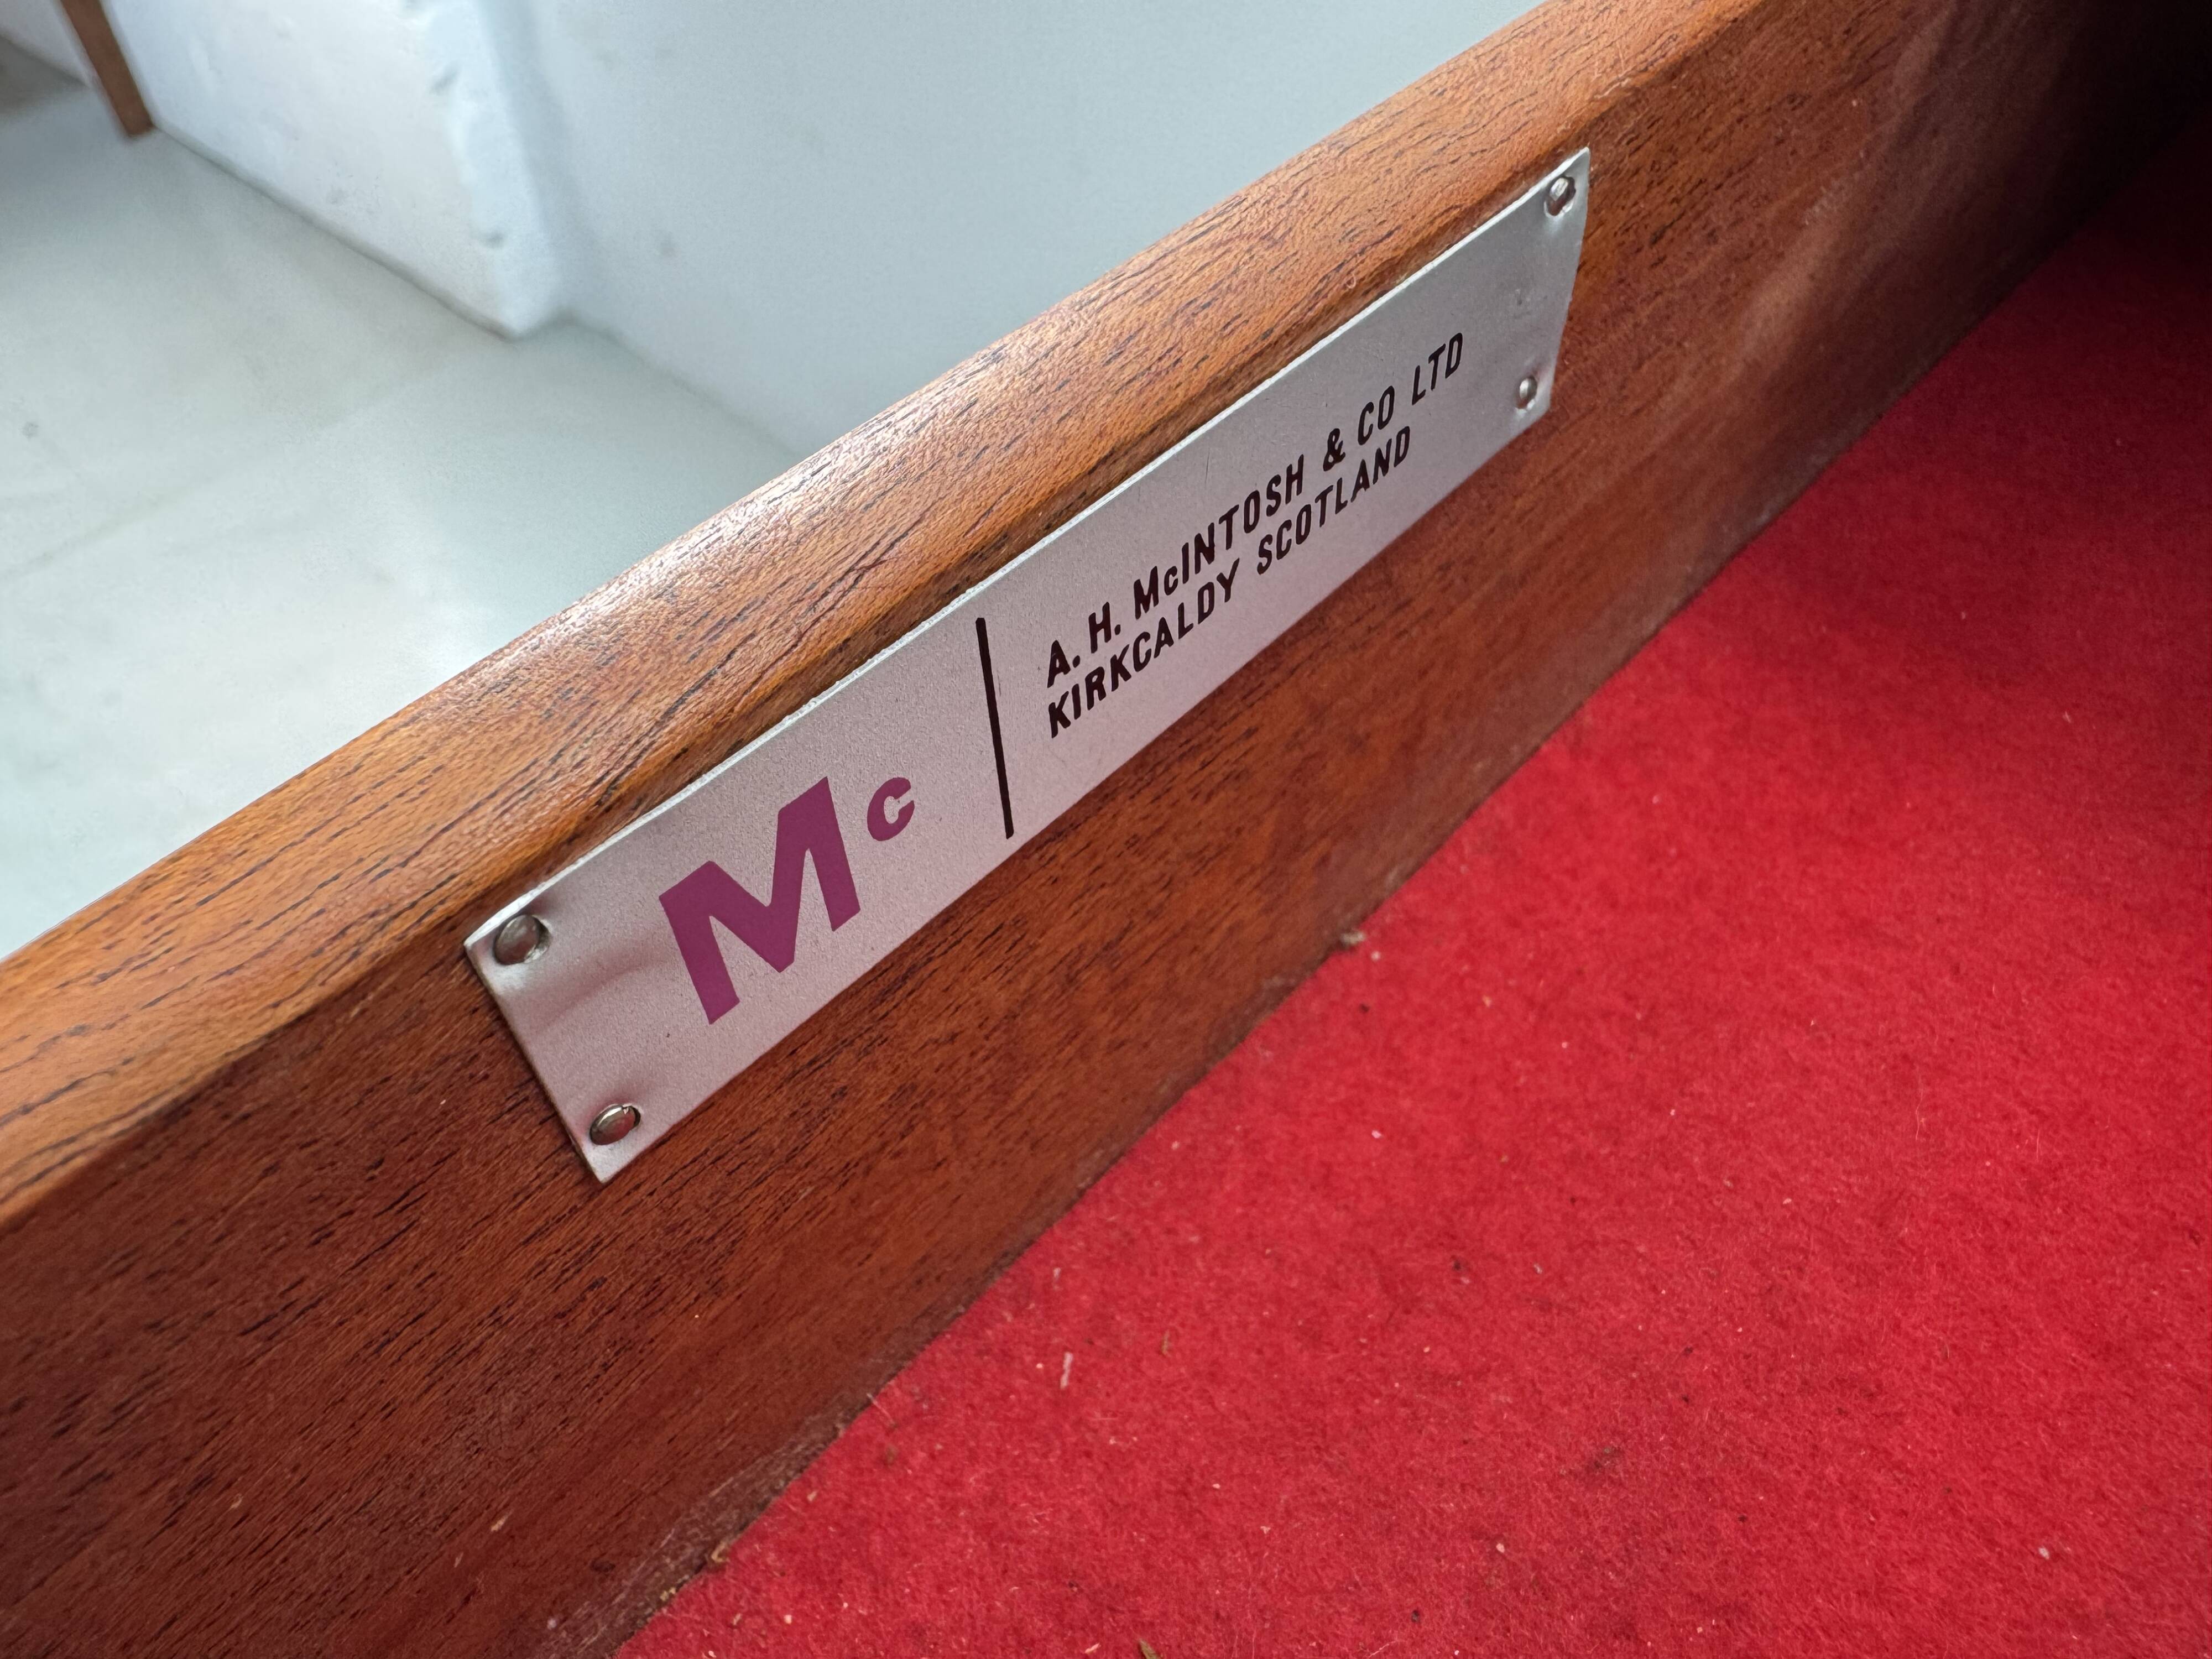 Mc
A. H. McINTOSH & CO LTD
KIRKCALDY SCOTLAND